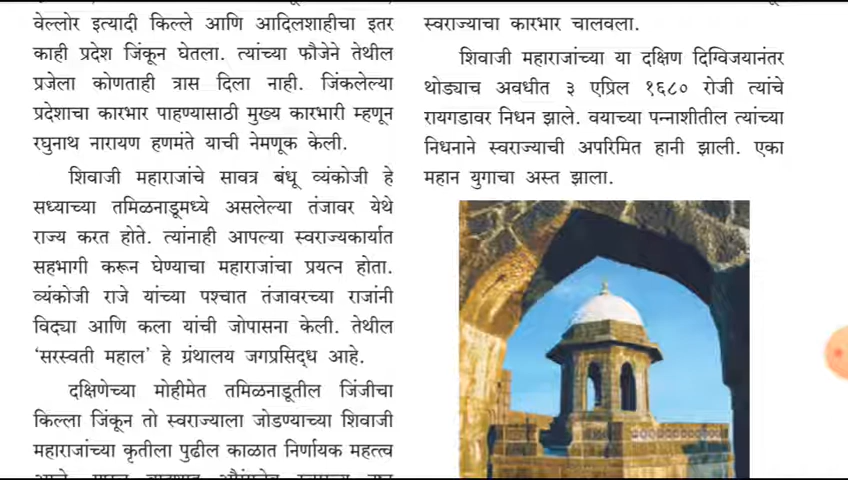 वेल्लोर इत्यादी किल्ले आणि आदिलशाहीचा इतर
काही प्रदेश जिंकून घेतला. त्यांच्या फौजेने तेथील
प्रजेला कोणताही त्रास दिला नाही. जिंकलेल्या
प्रदेशाचा कारभार पाहण्यासाठी मुख्य कारभारी म्हणून
रघुनाथ नारायण हणमंते याची नेमणूक केली.
शिवाजी महाराजांचे सावत्र बंधू व्यंकोजी हे
सध्याच्या तमिळनाडूमध्ये असलेल्या तंजावर येथे
राज्य करत होते. त्यांनाही आपल्या स्वराज्यकार्यात
सहभागी करून घेण्याचा महाराजांचा प्रयत्न होता.
व्यंकोजी राजे यांच्या पश्चात तंजावरच्या राजांनी
विद्या आणि कला यांची जोपासना केली. तेथील
‘सरस्वती महाल’ हे ग्रंथालय जगप्रसिद्ध आहे.
दक्षिणेच्या मोहीमेत तमिळनाडूतील जिंजीचा
किल्ला जिंकून तो स्वराज्याला जोडण्याच्या शिवाजी
महाराजांच्या कृतीला पुढील काळात निर्णायक महत्त्व
स्वराज्याचा कारभार चालवला.
शिवाजी महाराजांच्या या दक्षिण दिग्विजयानंतर
थोड्याच अवधीत ३ एप्रिल १६८० रोजी त्यांचे
रायगडावर निधन झाले. वयाच्या पन्नाशीतील त्यांच्या
निधनाने स्वराज्याची अपरिमित हानी झाली. एका
महान युगाचा अस्त झाला.